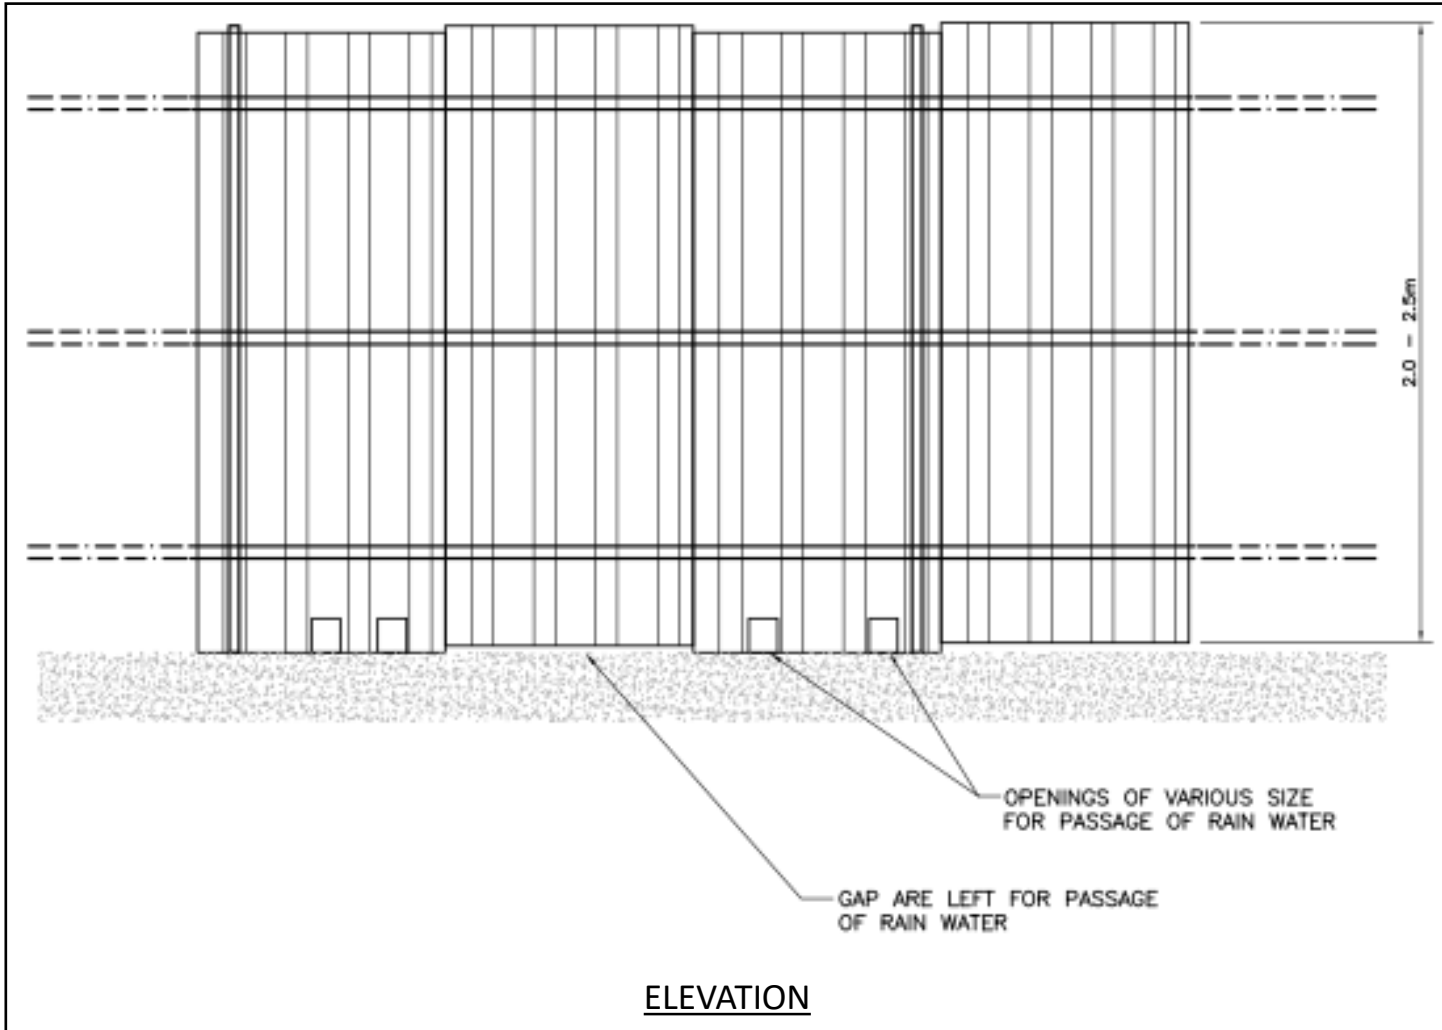 2.0 - 2.5m
OPENINGS OF VARIOUS SIZE
FOR PASSAGE OF RAIN WATER
GAP ARE LEFT FOR PASSAGE
OF RAIN WATER
ELEVATION